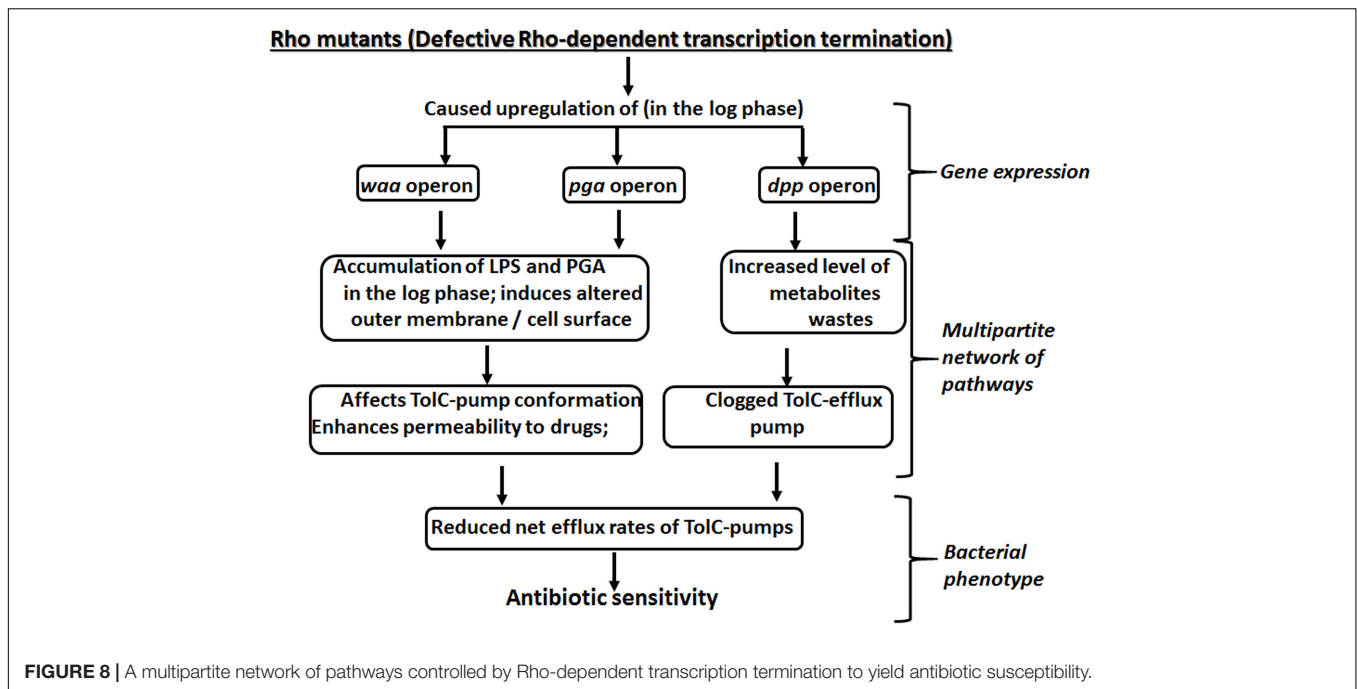 Rho mutants (Defective Rho-dependent transcription termination)
Caused upregulation of (in the log phase)
waa operon
pga operon
dpp operon
Gene expression
Accumulation of LPS and PGA
in the log phase; induces altered
outer membrane / cell surface
Increased level of
metabolites
wastes
Multipartite
network of
pathways
Affects TolC-pump conformation
Enhances permeability to drugs;
Clogged TolC-efflux
pump
Reduced net efflux rates of TolC-pumps
Bacterial
phenotype
Antibiotic sensitivity
FIGURE 8 | A multipartite network of pathways controlled by Rho-dependent transcription termination to yield antibiotic susceptibility.